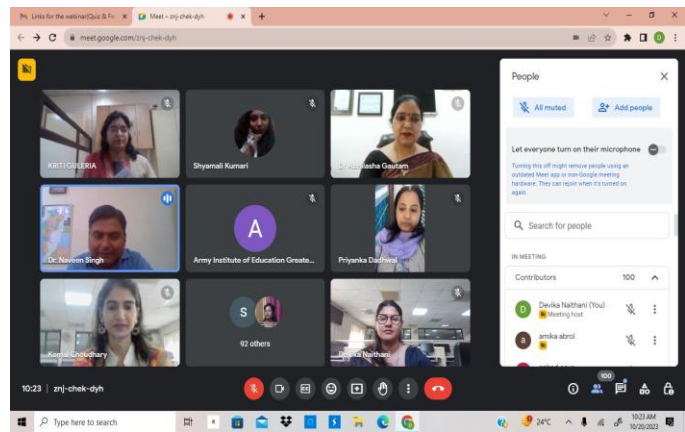 Links for the webinar(Quiz & Fe
Meet – znj-chek-dyh
meet.google.com/znj-chek-dyh
KRITI GULERIA
Shyamali Kumari
Gautam
Dr. Naveen Singh
A
Army Institute of Education Greate...
Priyanka Dadhwal
Komal Choudhary
S
92 others
Devika Naithani
People
All muted
Add people
Let everyone turn on their microphone
Turning this off might remove people using an
outdated Meet app or non-Google meeting
hardware. They can rejoin when it's turned on
again.
Search for people
IN MEETING
Contributors 100
D
Devika Naithani (You)
Meeting host
a
amika abrol
10:23 | znj-chek-dyh
100
Type here to search
24°C
10:23 AM
10/20/2023